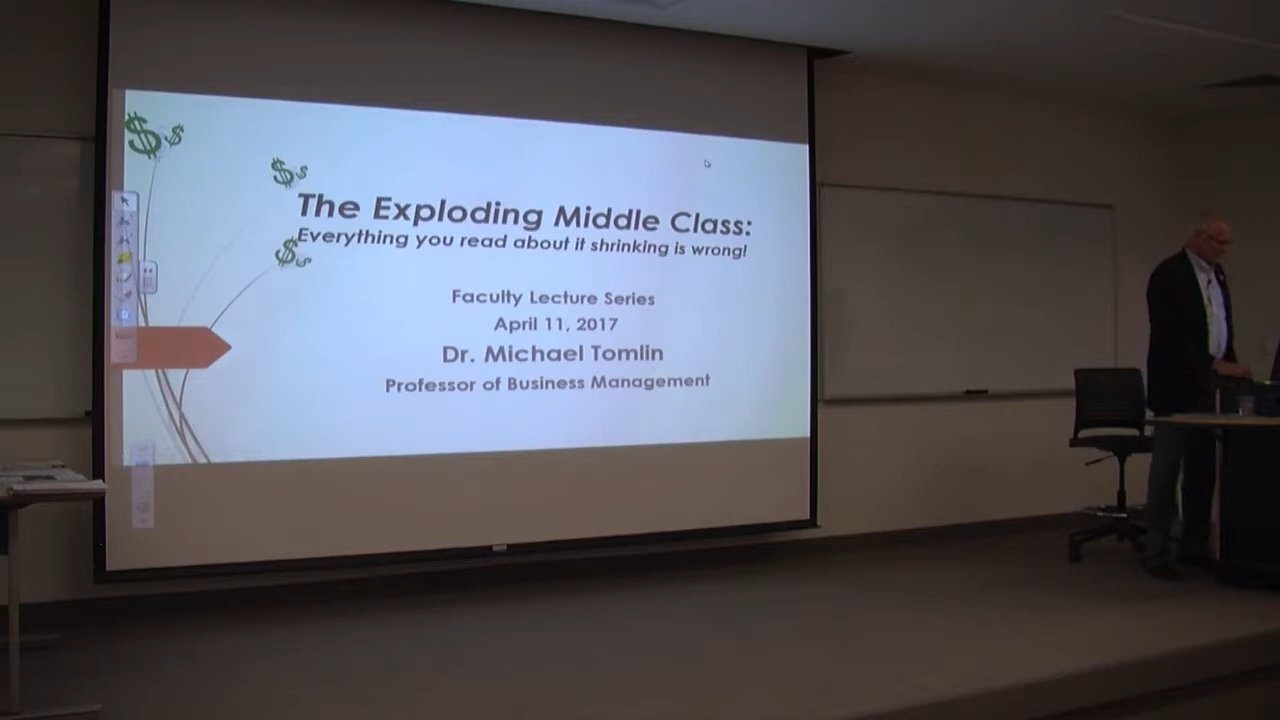 The Exploding Middle Class:
Everything you read about it shrinking is wrong!
Faculty Lecture Series
April 11, 2017
Dr. Michael Tomlin
Professor of Business Management